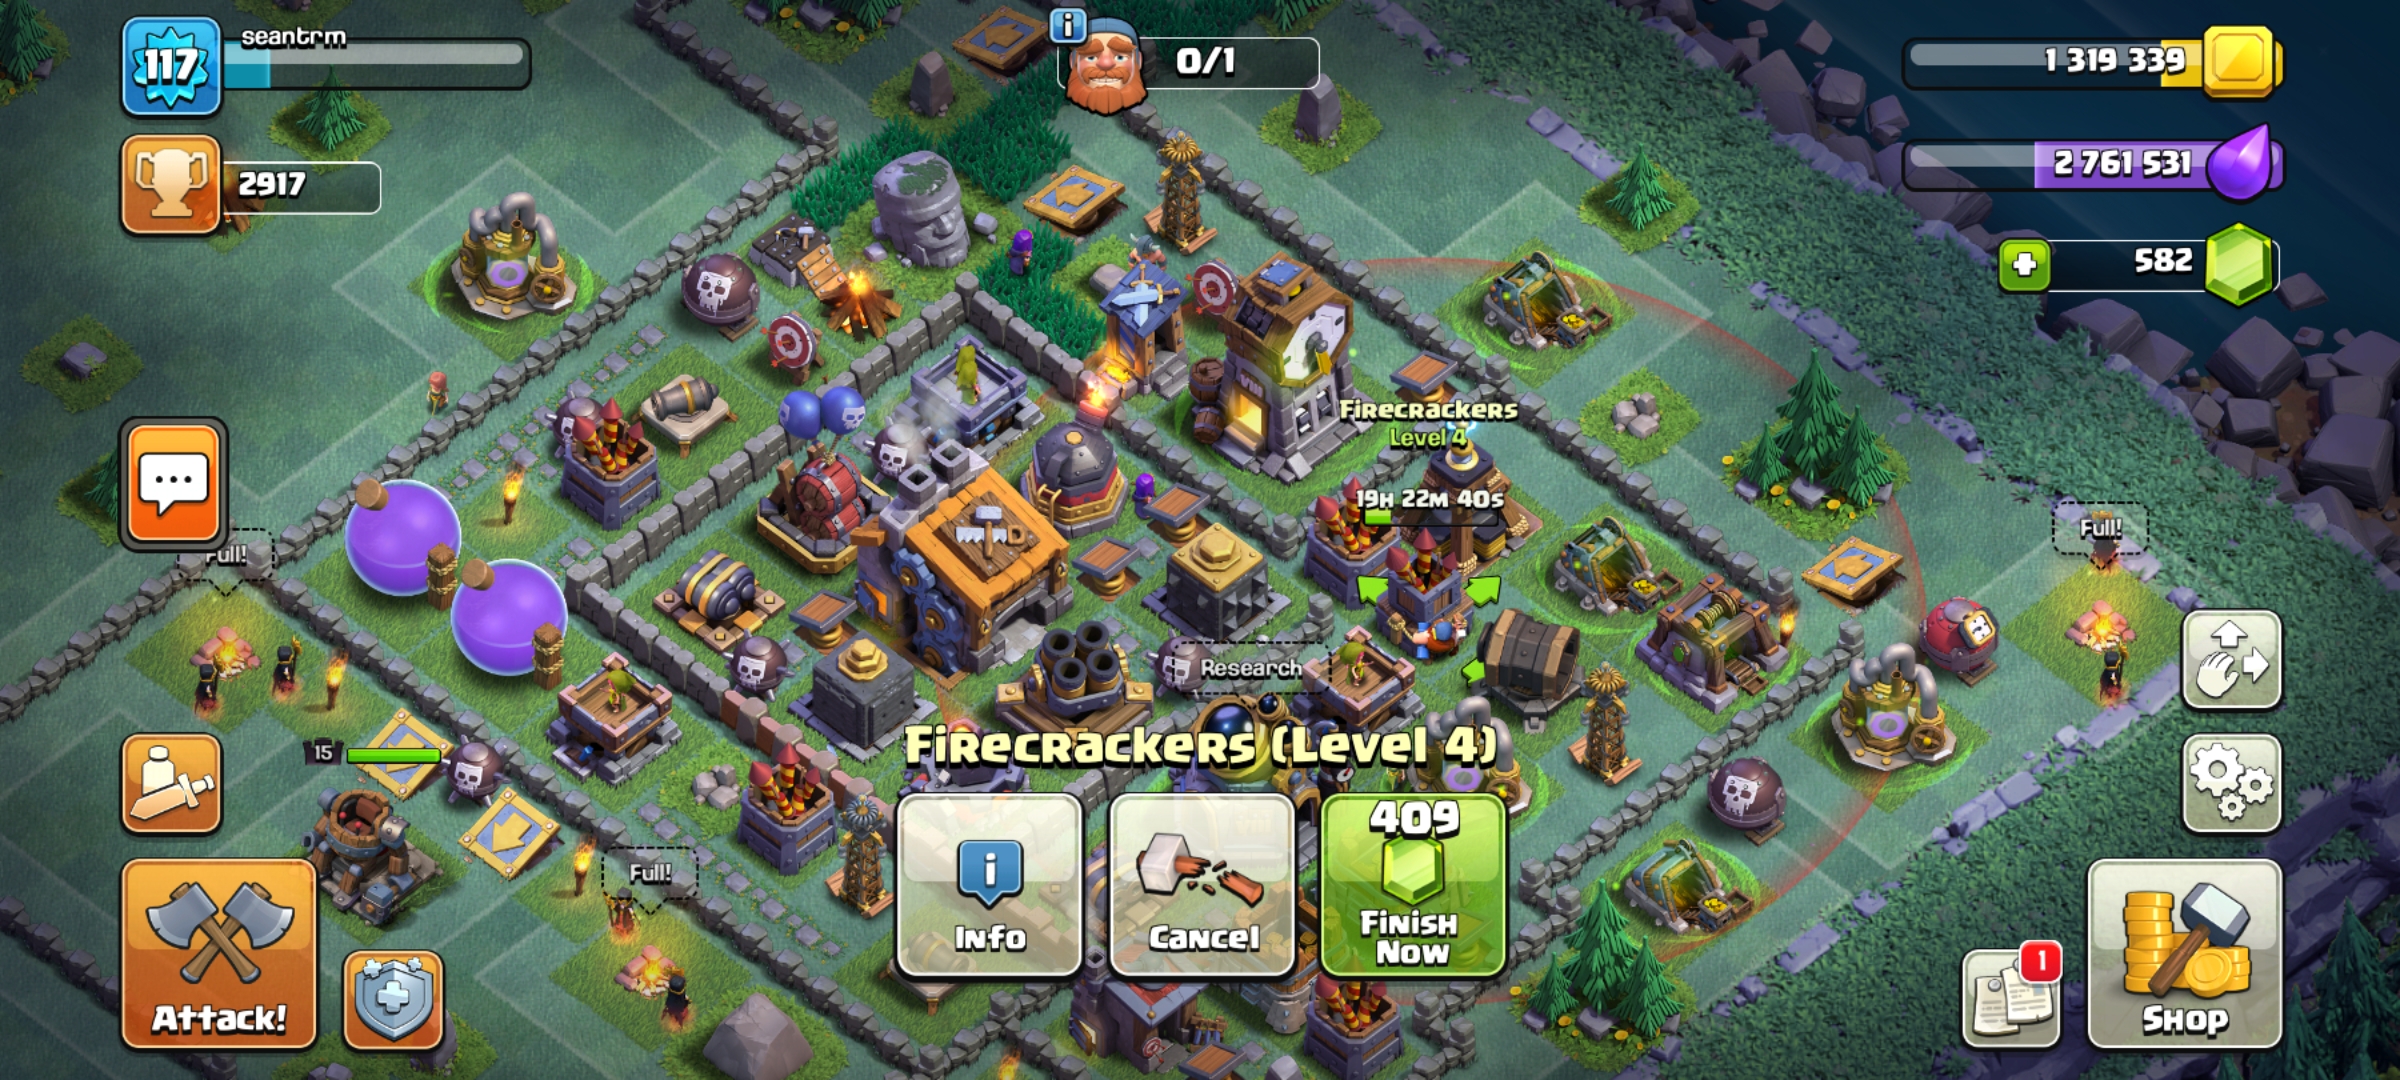 117
seantrm
0/1
1 319 339
2917
2 761 531
582
Firecrackers
Level 4
19H 22M 40s
Full!
Full!
Research
Firecrackers (Level 4)
15
409
Full!
Info
Cancel
Finish
Now
1
Attack!
Shop